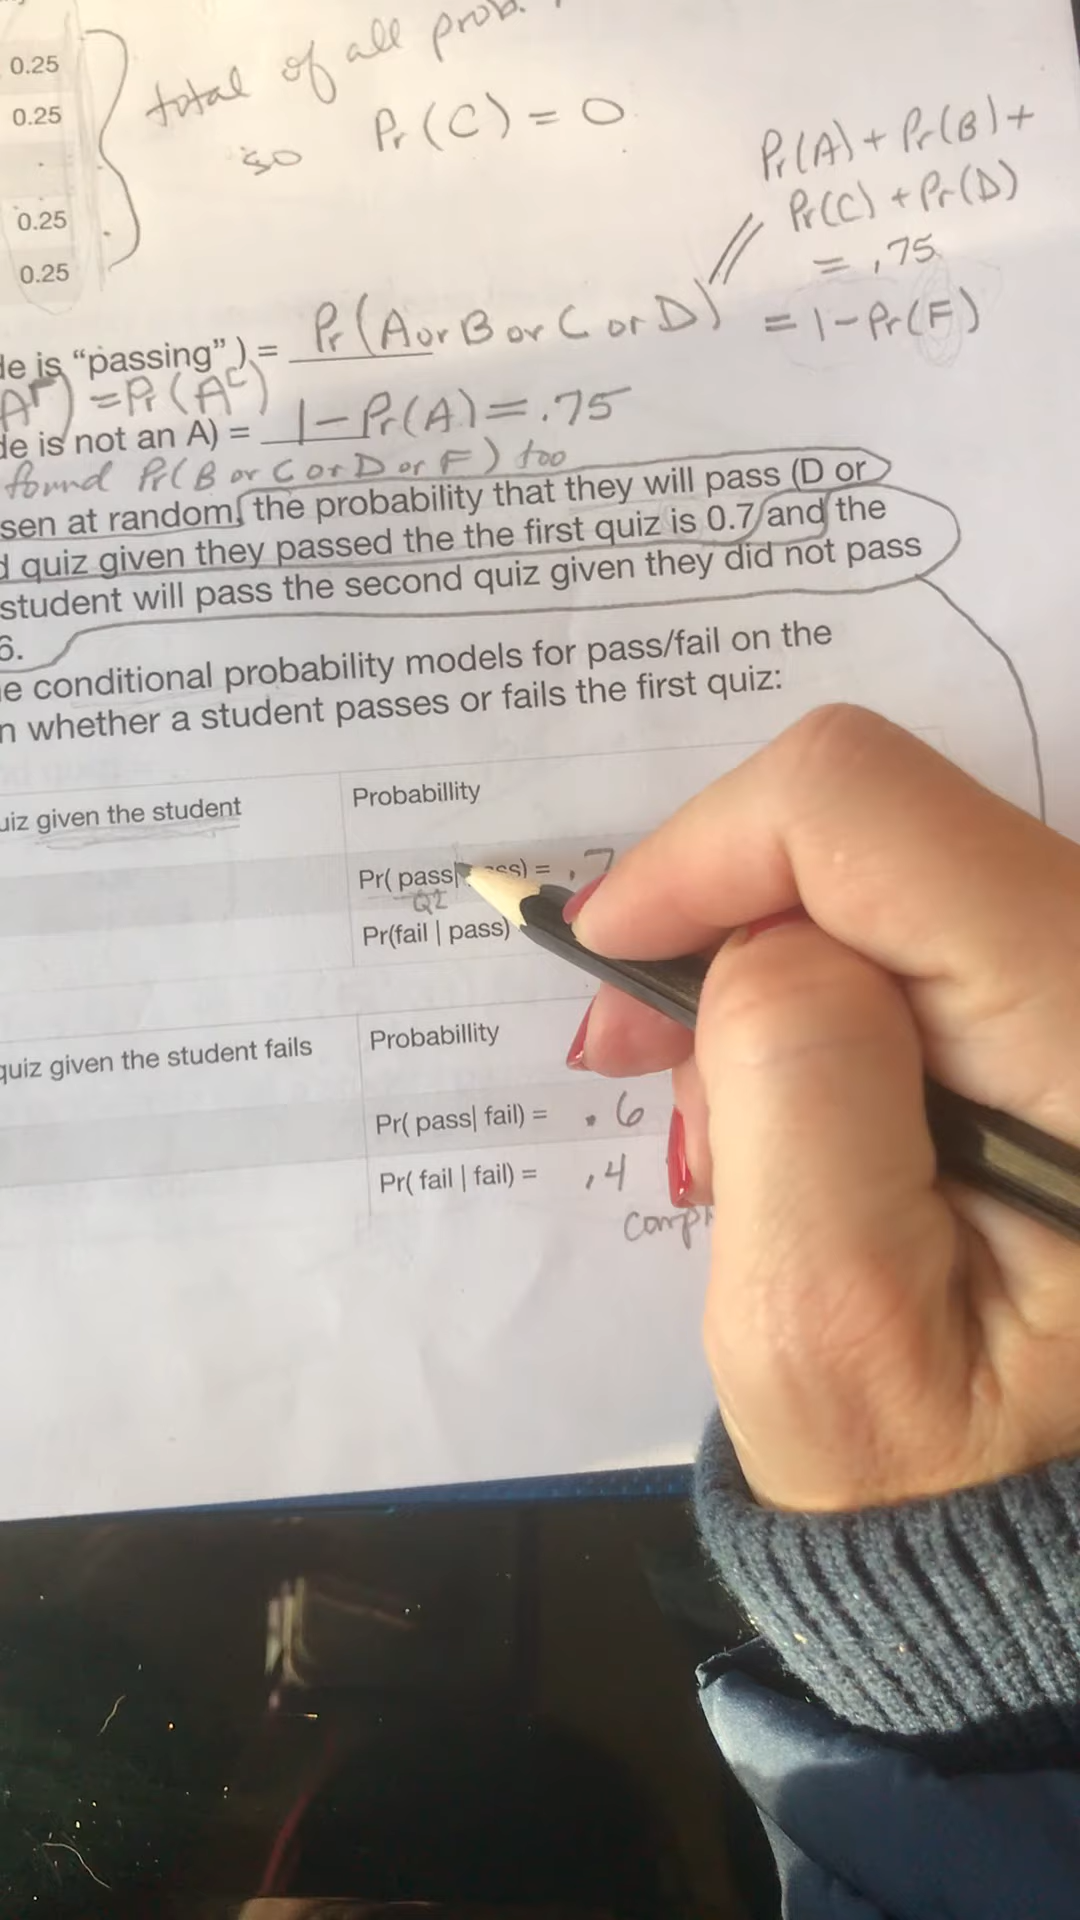 0.25
0.25
.
0.25
0.25
total of all prob.
so Pr(C) = 0
Pr(A) + Pr(B) +
Pr(C) + Pr(D)
= .75
= 1 - Pr(F)
de is “passing” ) = Pr(A or B or C or D)
= Pr(Aᶜ)
de is not an A) = 1 - Pr(A) = .75
found Pr(B or C or D or F) too
sen at random, the probability that they will pass (D or
d quiz given they passed the the first quiz is 0.7 and the
student will pass the second quiz given they did not pass
6.
e conditional probability models for pass/fail on the
n whether a student passes or fails the first quiz:
uiz given the student
Probabillity
Pr( pass| ss) = .7
Q2
Pr(fail | pass)
quiz given the student fails
Probabillity
Pr( pass| fail) = .6
Pr( fail | fail) = .4
comp